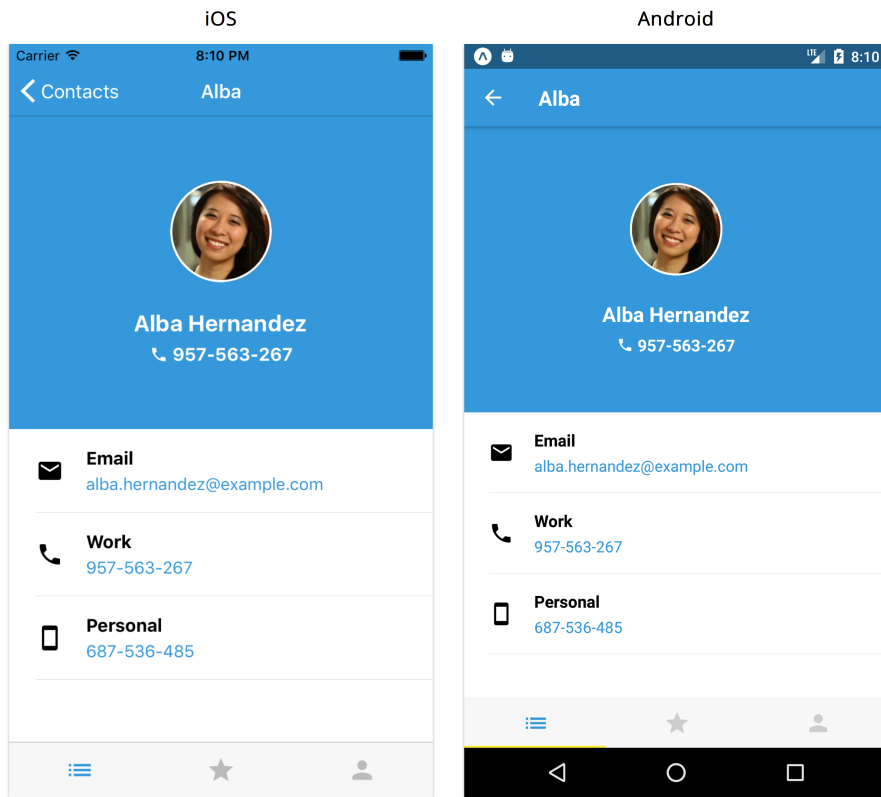 iOS
Carrier 8:10 PM
Contacts Alba
Alba Hernandez
957-563-267
Email
alba.hernandez@example.com
Work
957-563-267
Personal
687-536-485
Android
LTE 8:10
Alba
Alba Hernandez
957-563-267
Email
alba.hernandez@example.com
Work
957-563-267
Personal
687-536-485